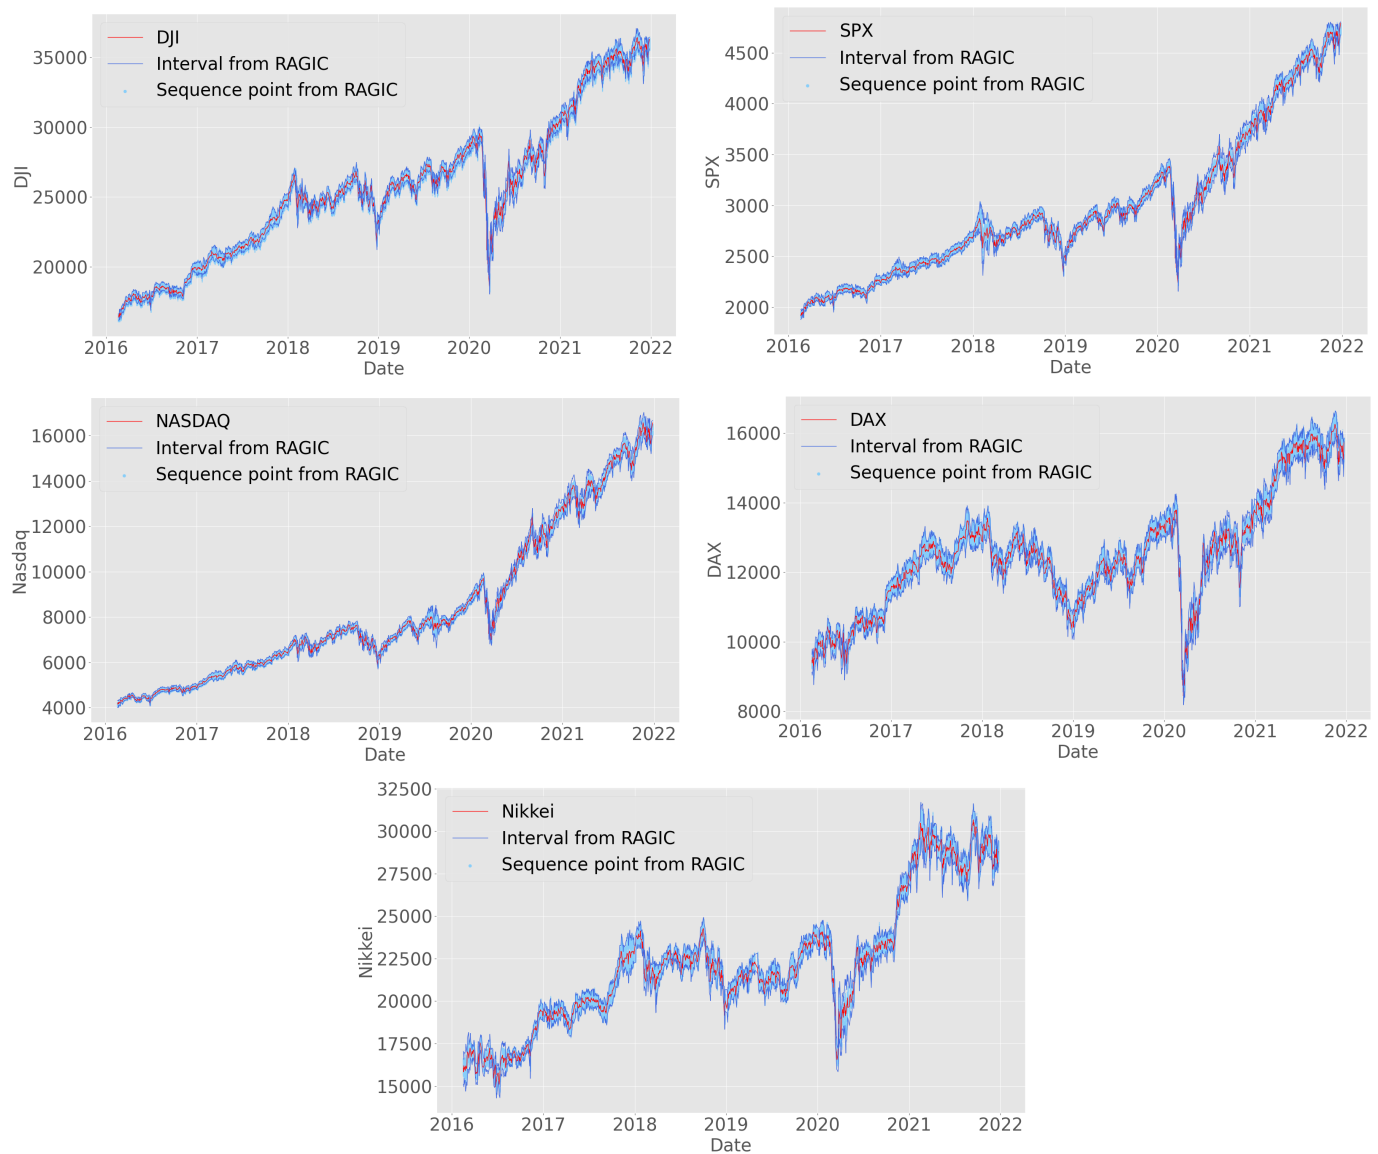 DJI
Interval from RAGIC
Sequence point from RAGIC
35000
30000
25000
20000
DJI
2016 2017 2018 2019 2020 2021 2022
Date
SPX
Interval from RAGIC
Sequence point from RAGIC
4500
4000
3500
3000
2500
2000
SPX
2016 2017 2018 2019 2020 2021 2022
Date
NASDAQ
Interval from RAGIC
Sequence point from RAGIC
16000
14000
12000
10000
8000
6000
4000
Nasdaq
2016 2017 2018 2019 2020 2021 2022
Date
DAX
Interval from RAGIC
Sequence point from RAGIC
16000
14000
12000
10000
8000
DAX
2016 2017 2018 2019 2020 2021 2022
Date
Nikkei
Interval from RAGIC
Sequence point from RAGIC
32500
30000
27500
25000
22500
20000
17500
15000
Nikkei
2016 2017 2018 2019 2020 2021 2022
Date